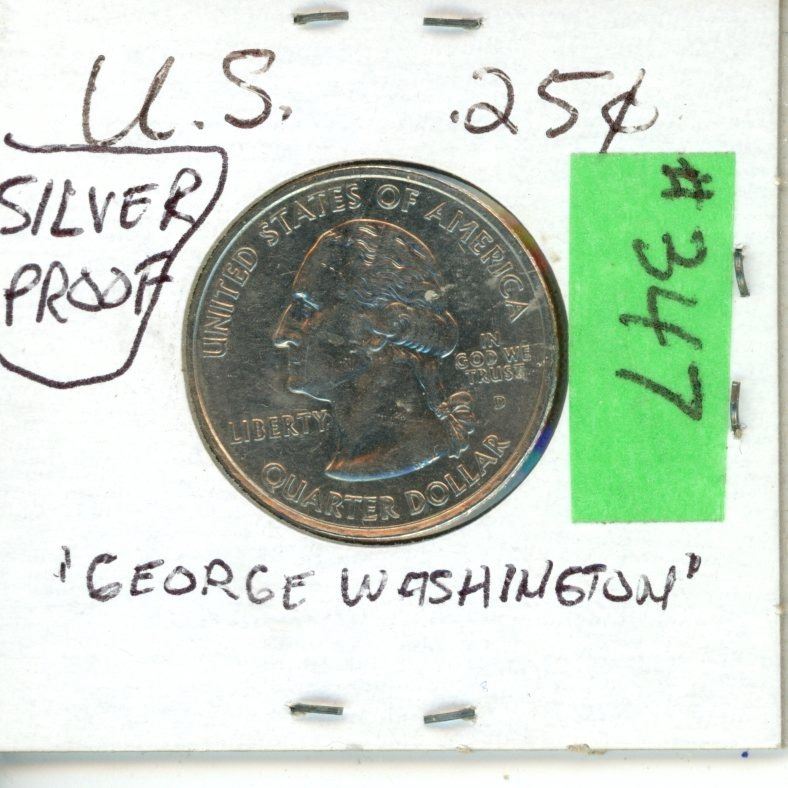 U.S. .25¢
SILVER
PROOF
#347
UNITED STATES OF AMERICA
IN
GOD WE
TRUST
D
LIBERTY
QUARTER DOLLAR
"GEORGE WASHINGTON"